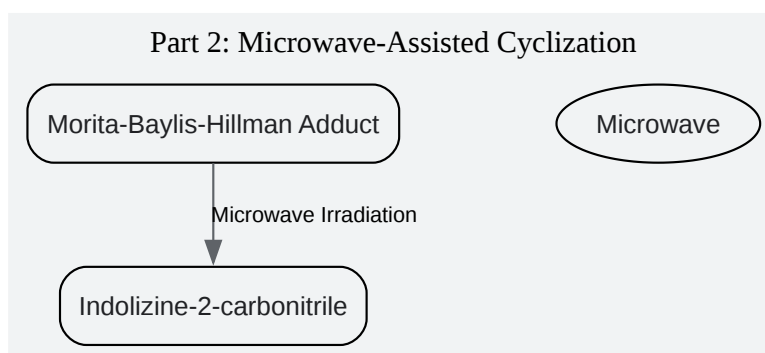 Part 2: Microwave-Assisted Cyclization
Morita-Baylis-Hillman Adduct
Microwave
Microwave Irradiation
Indolizine-2-carbonitrile